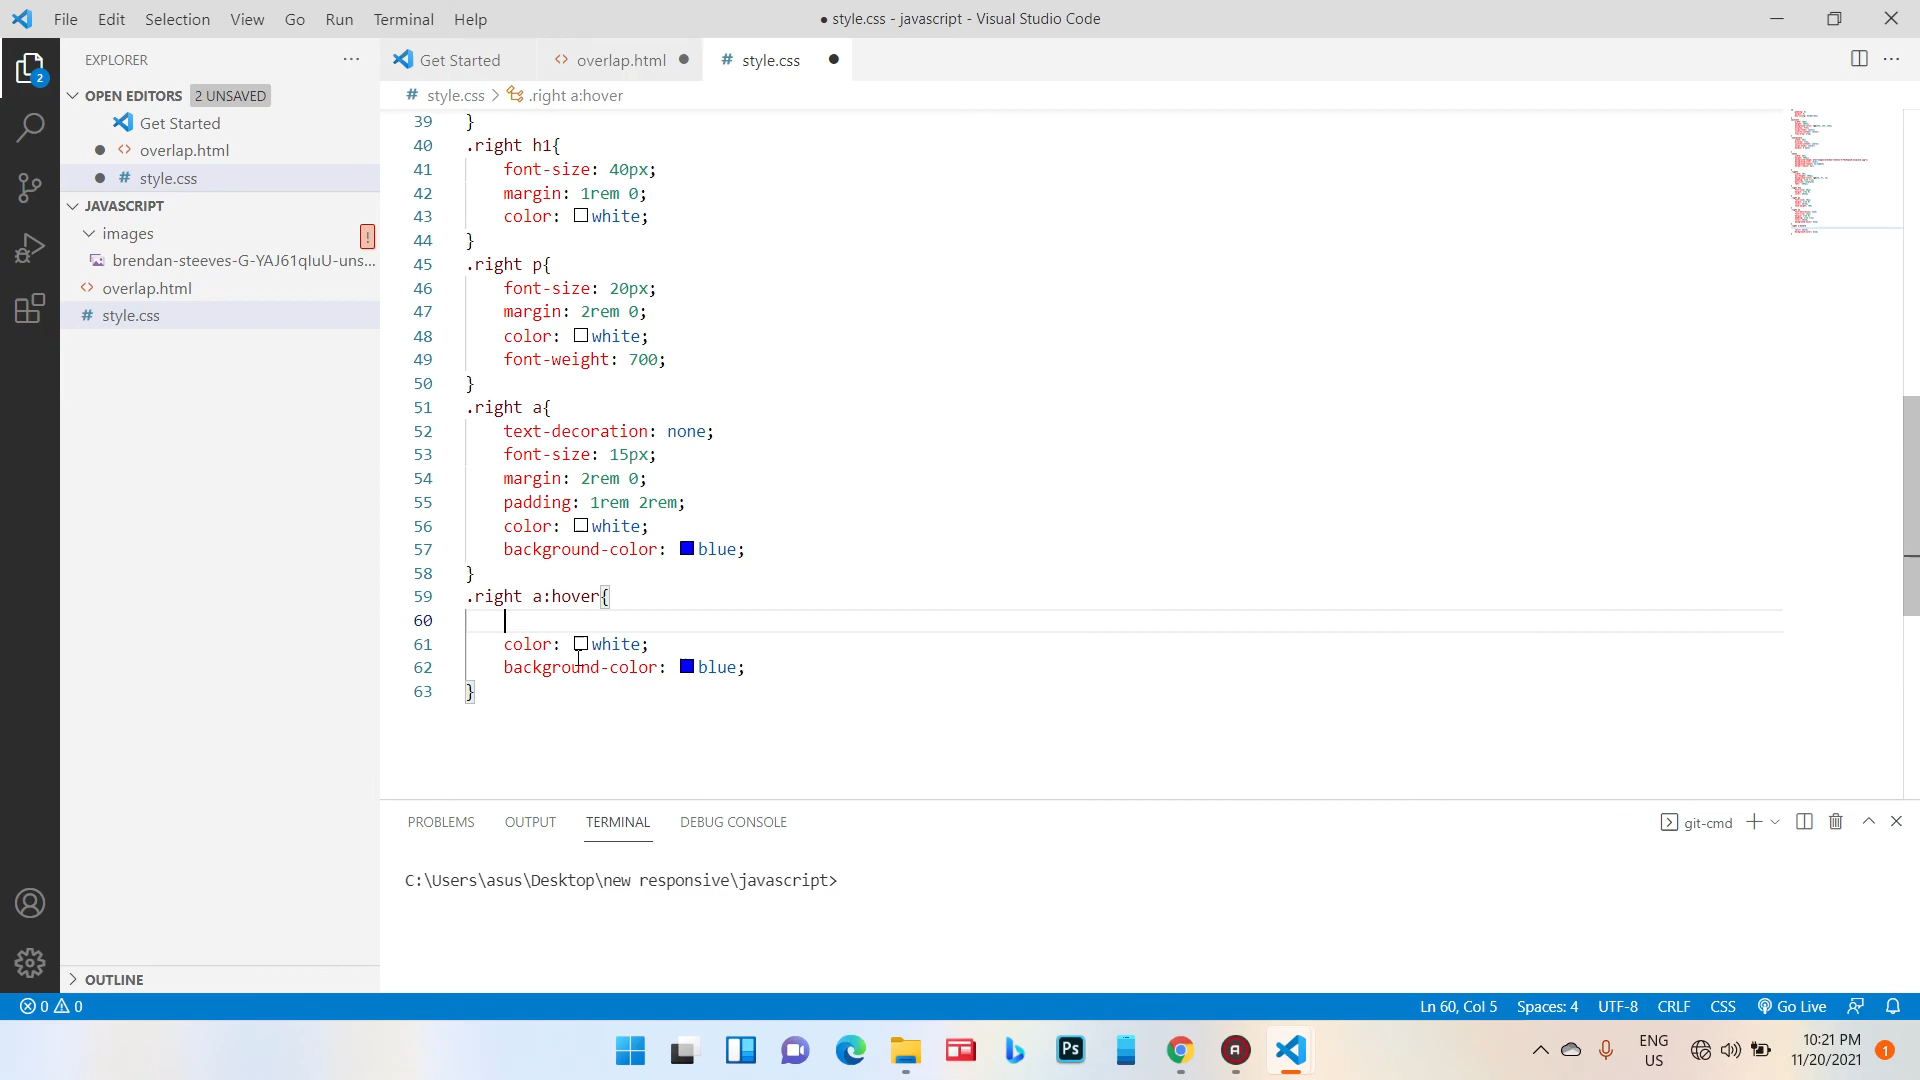 File Edit Selection View Go Run Terminal Help
● style.css - javascript - Visual Studio Code
EXPLORER
Get Started
overlap.html
style.css
OPEN EDITORS 2 UNSAVED
Get Started
overlap.html
style.css
JAVASCRIPT
images
brendan-steeves-G-YAJ61qIuU-uns...
overlap.html
style.css
OUTLINE
style.css > .right a:hover
39 }
40 .right h1{
41 font-size: 40px;
42 margin: 1rem 0;
43 color: white;
44 }
45 .right p{
46 font-size: 20px;
47 margin: 2rem 0;
48 color: white;
49 font-weight: 700;
50 }
51 .right a{
52 text-decoration: none;
53 font-size: 15px;
54 margin: 2rem 0;
55 padding: 1rem 2rem;
56 color: white;
57 background-color: blue;
58 }
59 .right a:hover{
60
61 color: white;
62 background-color: blue;
63 }
PROBLEMS OUTPUT TERMINAL DEBUG CONSOLE
git-cmd
C:\Users\asus\Desktop\new responsive\javascript>
0 0
Ln 60, Col 5 Spaces: 4 UTF-8 CRLF CSS Go Live
ENG
US
10:21 PM
11/20/2021
1
2
Ps